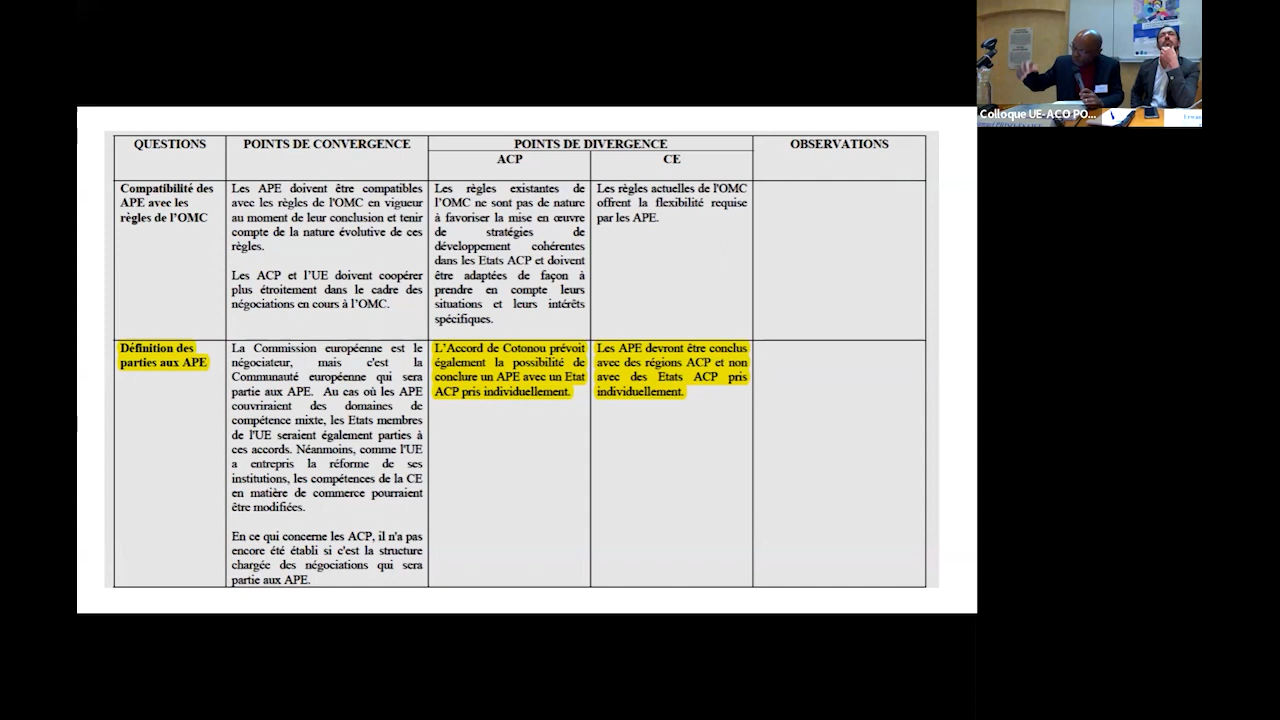 QUESTIONS
POINTS DE CONVERGENCE
POINTS DE DIVERGENCE
ACP
CE
OBSERVATIONS
Compatibilité des
APE avec les
règles de l’OMC
Les APE doivent être compatibles
avec les règles de l'OMC en vigueur
au moment de leur conclusion et tenir
compte de la nature évolutive de ces
règles.
Les ACP et l’UE doivent coopérer
plus étroitement dans le cadre des
négociations en cours à l’OMC.
Les règles existantes de
l’OMC ne sont pas de nature
à favoriser la mise en œuvre
de stratégies de
développement cohérentes
dans les Etats ACP et doivent
être adaptées de façon à
prendre en compte leurs
situations et leurs intérêts
spécifiques.
Les règles actuelles de l'OMC
offrent la flexibilité requise
par les APE.
Définition des
parties aux APE
La Commission européenne est le
négociateur, mais c'est la
Communauté européenne qui sera
partie aux APE. Au cas où les APE
couvriraient des domaines de
compétence mixte, les Etats membres
de l'UE seraient également parties à
ces accords. Néanmoins, comme l'UE
a entrepris la réforme de ses
institutions, les compétences de la CE
en matière de commerce pourraient
être modifiées.
En ce qui concerne les ACP, il n'a pas
encore été établi si c'est la structure
chargée des négociations qui sera
partie aux APE.
L’Accord de Cotonou prévoit
également la possibilité de
conclure un APE avec un Etat
ACP pris individuellement.
Les APE devront être conclus
avec des régions ACP et non
avec des Etats ACP pris
individuellement.
Colloque UE-ACO PO...
Erwan